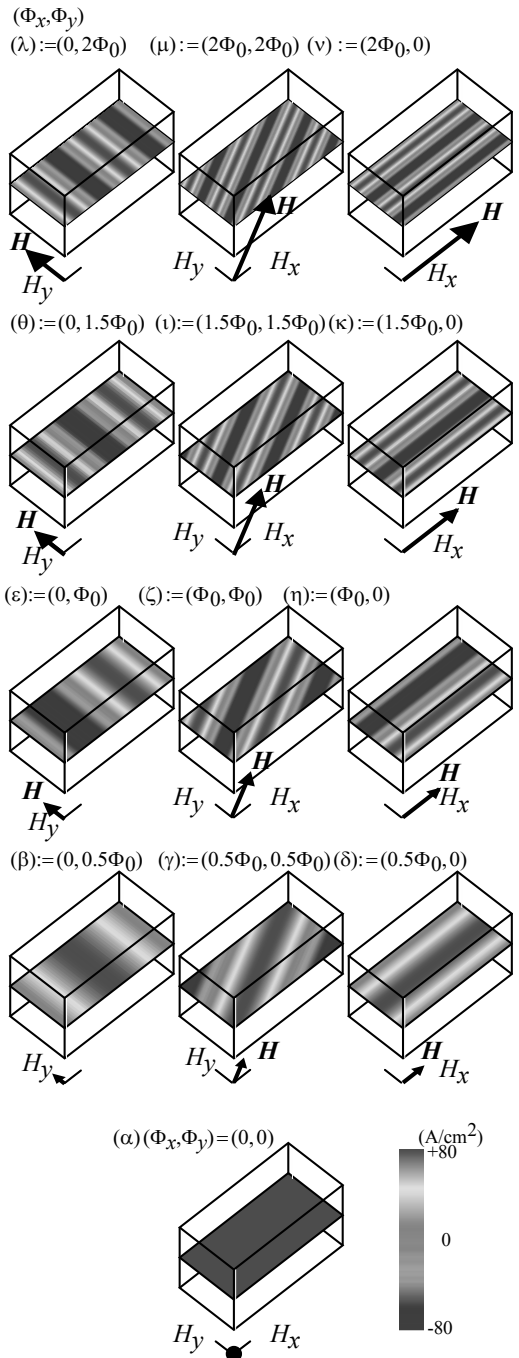 (Φx,Φy)
(λ):=(0,2Φ0) (μ):=(2Φ0,2Φ0) (ν) :=(2Φ0,0)
H H H
Hy Hy Hx Hx
(θ):=(0,1.5Φ0) (ι):=(1.5Φ0,1.5Φ0) (κ):=(1.5Φ0,0)
H H H
Hy Hy Hx Hx
(ε):=(0,Φ0) (ζ):=(Φ0,Φ0) (η):=(Φ0,0)
H H H
Hy Hy Hx Hx
(β):=(0,0.5Φ0) (γ):=(0.5Φ0,0.5Φ0) (δ):=(0.5Φ0,0)
Hy Hy H H Hx
(α)(Φx,Φy)=(0,0) (A/cm2)
+80
0
-80
Hy Hx